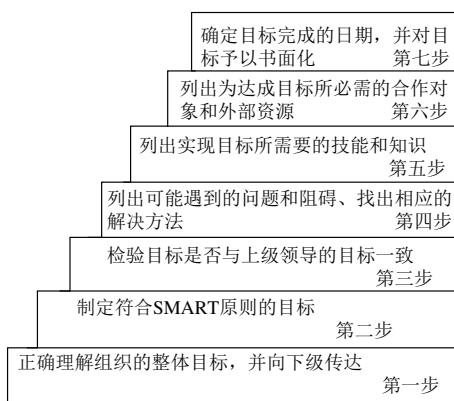 确定目标完成的日期，并对目
标予以书面化 第七步
列出为达成目标所必需的合作对
象和外部资源 第六步
列出实现目标所需要的技能和知识
第五步
列出可能遇到的问题和阻碍、找出相应的
解决方法 第四步
检验目标是否与上级领导的目标一致
第三步
制定符合SMART原则的目标
第二步
正确理解组织的整体目标，并向下级传达
第一步